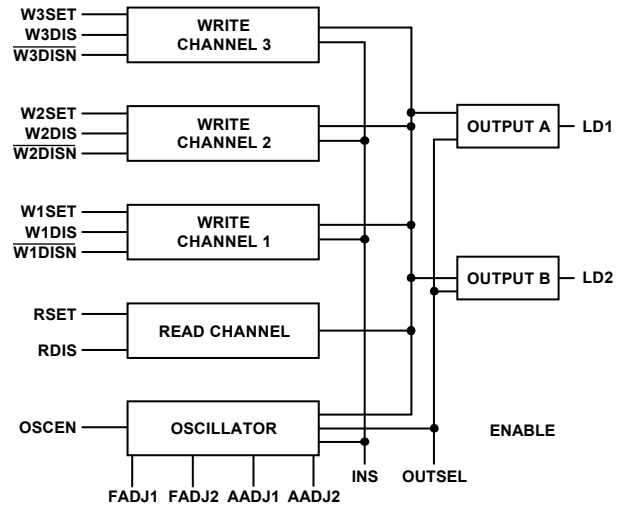 W3SET
W3DIS
W3DISN
WRITE
CHANNEL 3
W2SET
W2DIS
W2DISN
WRITE
CHANNEL 2
OUTPUT A
LD1
W1SET
W1DIS
W1DISN
WRITE
CHANNEL 1
OUTPUT B
LD2
RSET
RDIS
READ CHANNEL
OSCEN
OSCILLATOR
ENABLE
INS
OUTSEL
FADJ1
FADJ2
AADJ1
AADJ2